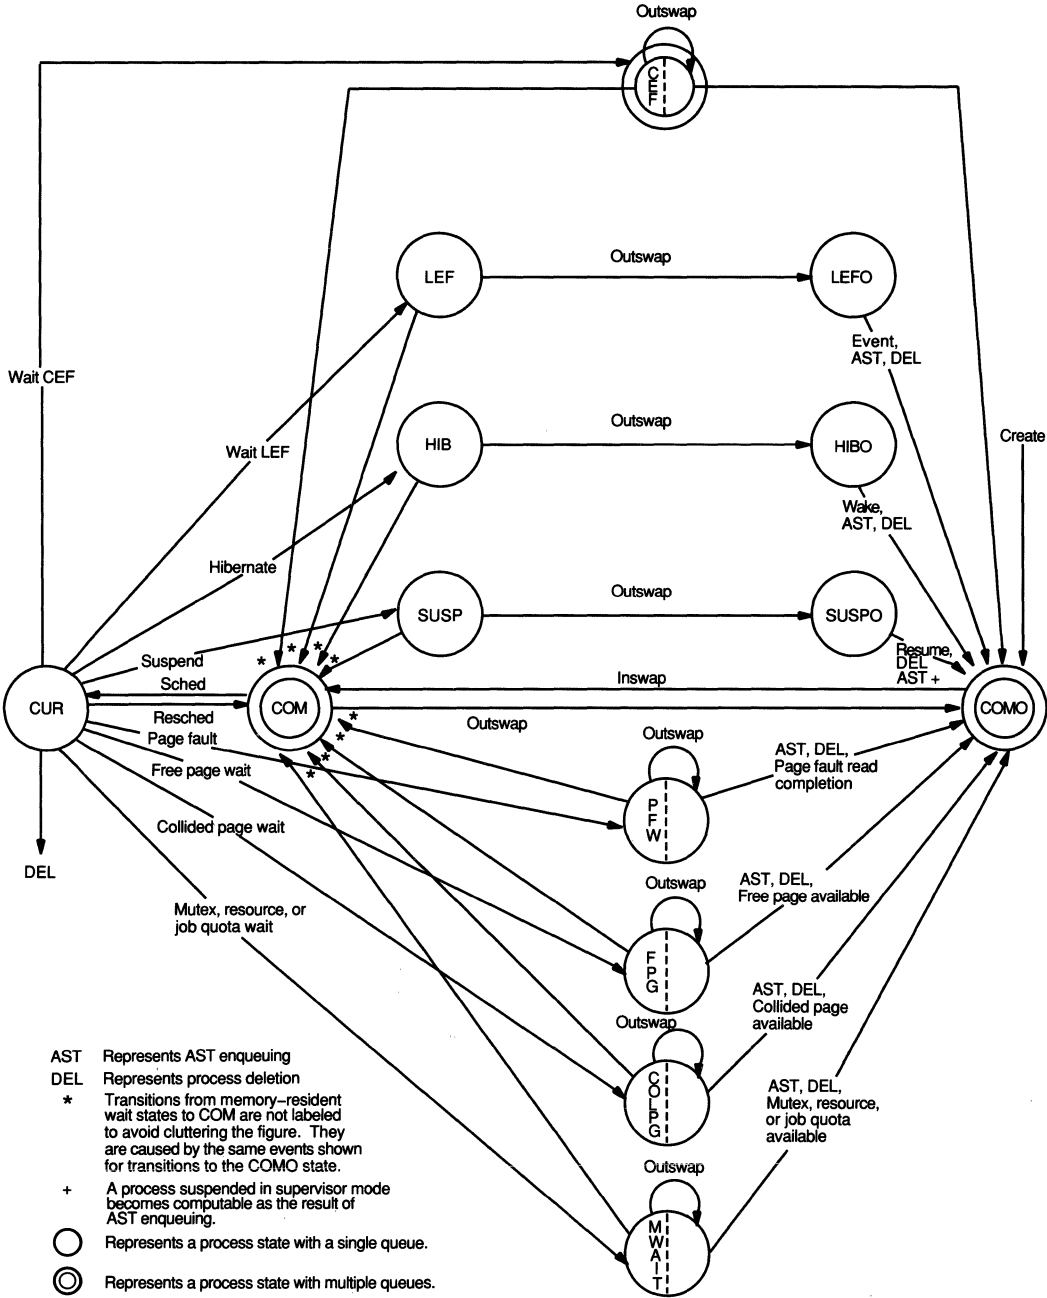 Outswap
CEF
LEF
Outswap
LEFO
Event,
AST, DEL
Wait CEF
HIB
Outswap
HIBO
Create
Wait LEF
Wake,
AST, DEL
Hibernate
SUSP
Outswap
SUSPO
Suspend
* * * *
Resume,
DEL
AST +
Sched
Inswap
CUR
COM
COMO
Resched
Outswap
Page fault
* * * *
*
Outswap
AST, DEL,
Page fault read
completion
Free page wait
PFW
Collided page wait
DEL
Outswap
AST, DEL,
Free page available
Mutex, resource, or
job quota wait
FPG
AST, DEL,
Collided page
available
Outswap
COLPG
AST, DEL,
Mutex, resource,
or job quota
available
Outswap
MWAIT
AST Represents AST enqueuing
DEL Represents process deletion
* Transitions from memory-resident
wait states to COM are not labeled
to avoid cluttering the figure. They
are caused by the same events shown
for transitions to the COMO state.
+ A process suspended in supervisor mode
becomes computable as the result of
AST enqueuing.
Represents a process state with a single queue.
Represents a process state with multiple queues.